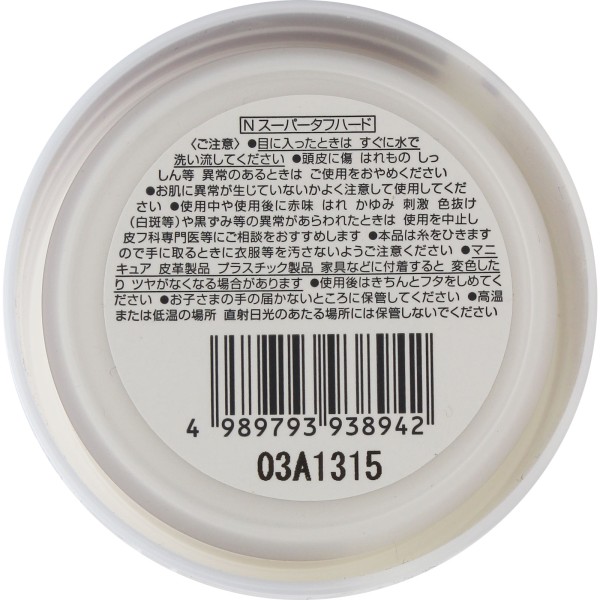 Nスーパータフハード
〈ご注意〉●目に入ったときは すぐに水で
洗い流してください ●頭皮に傷 はれもの しっ
しん等 異常のあるときは ご使用をおやめください
●お肌に異常が生じていないかよく注意して使用してくだ
さい ●使用中や使用後に赤味 はれ かゆみ 刺激 色抜け
(白斑等)や黒ずみ等の異常があらわれたときは 使用を中止し
皮フ科専門医等にご相談をおすすめします ●本品は糸をひきます
ので手に取るときに衣服等を汚さないようご注意ください ●マニ
キュア 皮革製品 プラスチック製品 家具などに付着すると 変色した
り ツヤがなくなる場合があります ●使用後はきちんとフタをしめてく
ださい ●お子さまの手の届かないところに保管してください ●高温
または低温の場所 直射日光のあたる場所には保管しないでください
4 989793 938942
03A1315